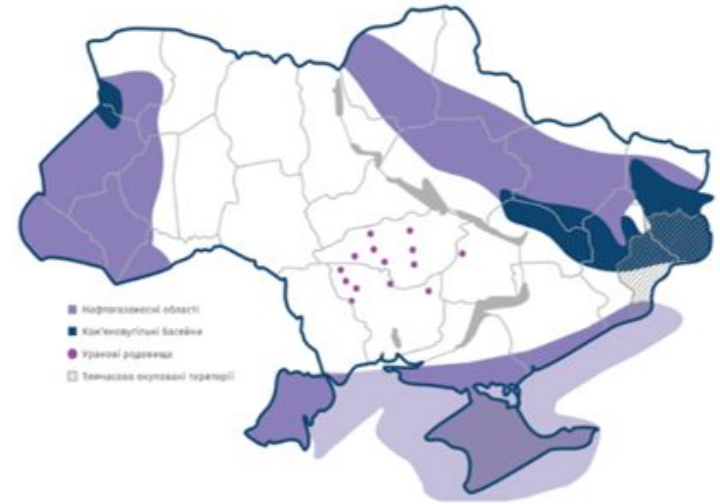 Нафтогазоносні області
Кам'яновугільні басейни
Уранові родовища
Тимчасово окуповані території